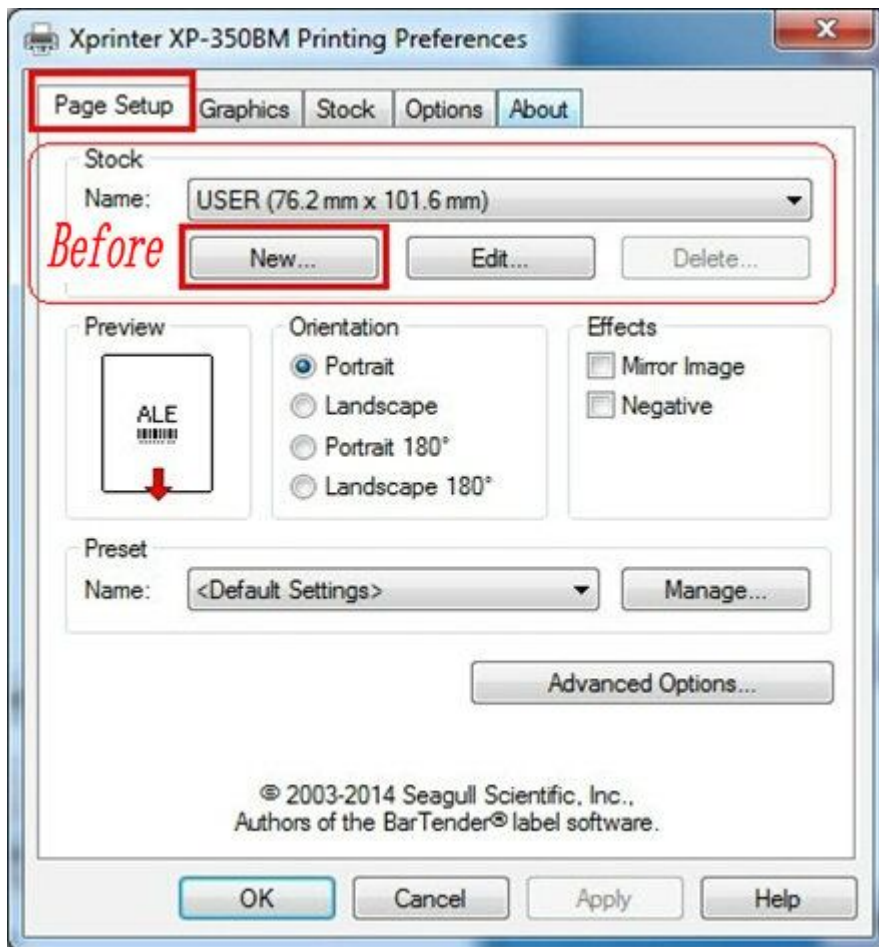 Xprinter XP-350BM Printing Preferences
Page Setup Graphics Stock Options About
Stock
Name: USER (76.2 mm x 101.6 mm)
Before New... Edit... Delete...
Preview Orientation Effects
Portrait Mirror Image
ALE Landscape Negative
Portrait 180°
Landscape 180°
Preset
Name: <Default Settings> Manage...
Advanced Options...
© 2003-2014 Seagull Scientific, Inc.,
Authors of the BarTender® label software.
OK Cancel Apply Help